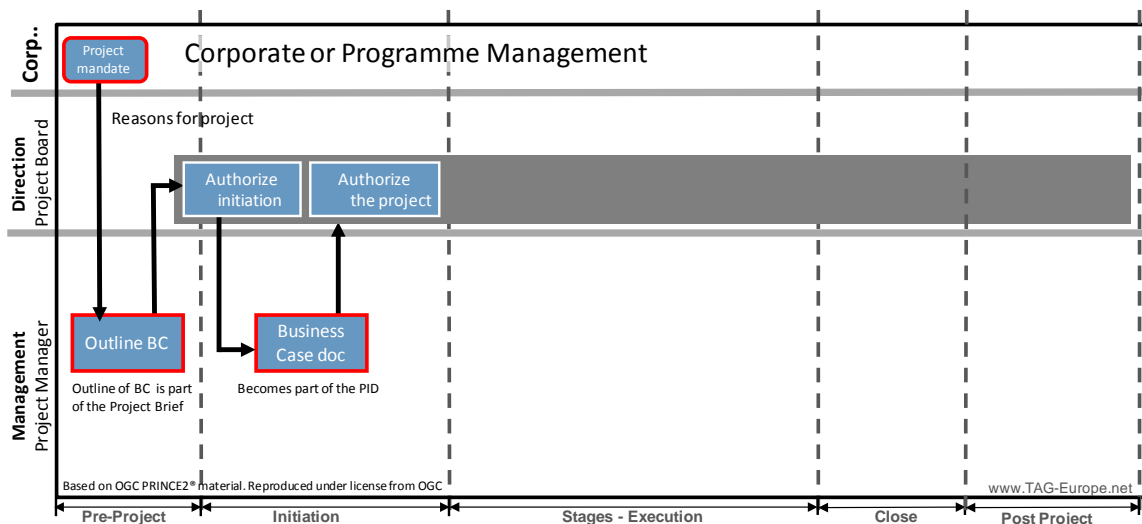 Corp..
Project
mandate
Corporate or Programme Management
Reasons for project
Direction
Project Board
Authorize
initiation
Authorize
the project
Management
Project Manager
Outline BC
Business
Case doc
Outline of BC is part
of the Project Brief
Becomes part of the PID
Based on OGC PRINCE2® material. Reproduced under license from OGC
www.TAG-Europe.net
Pre-Project
Initiation
Stages - Execution
Close
Post Project